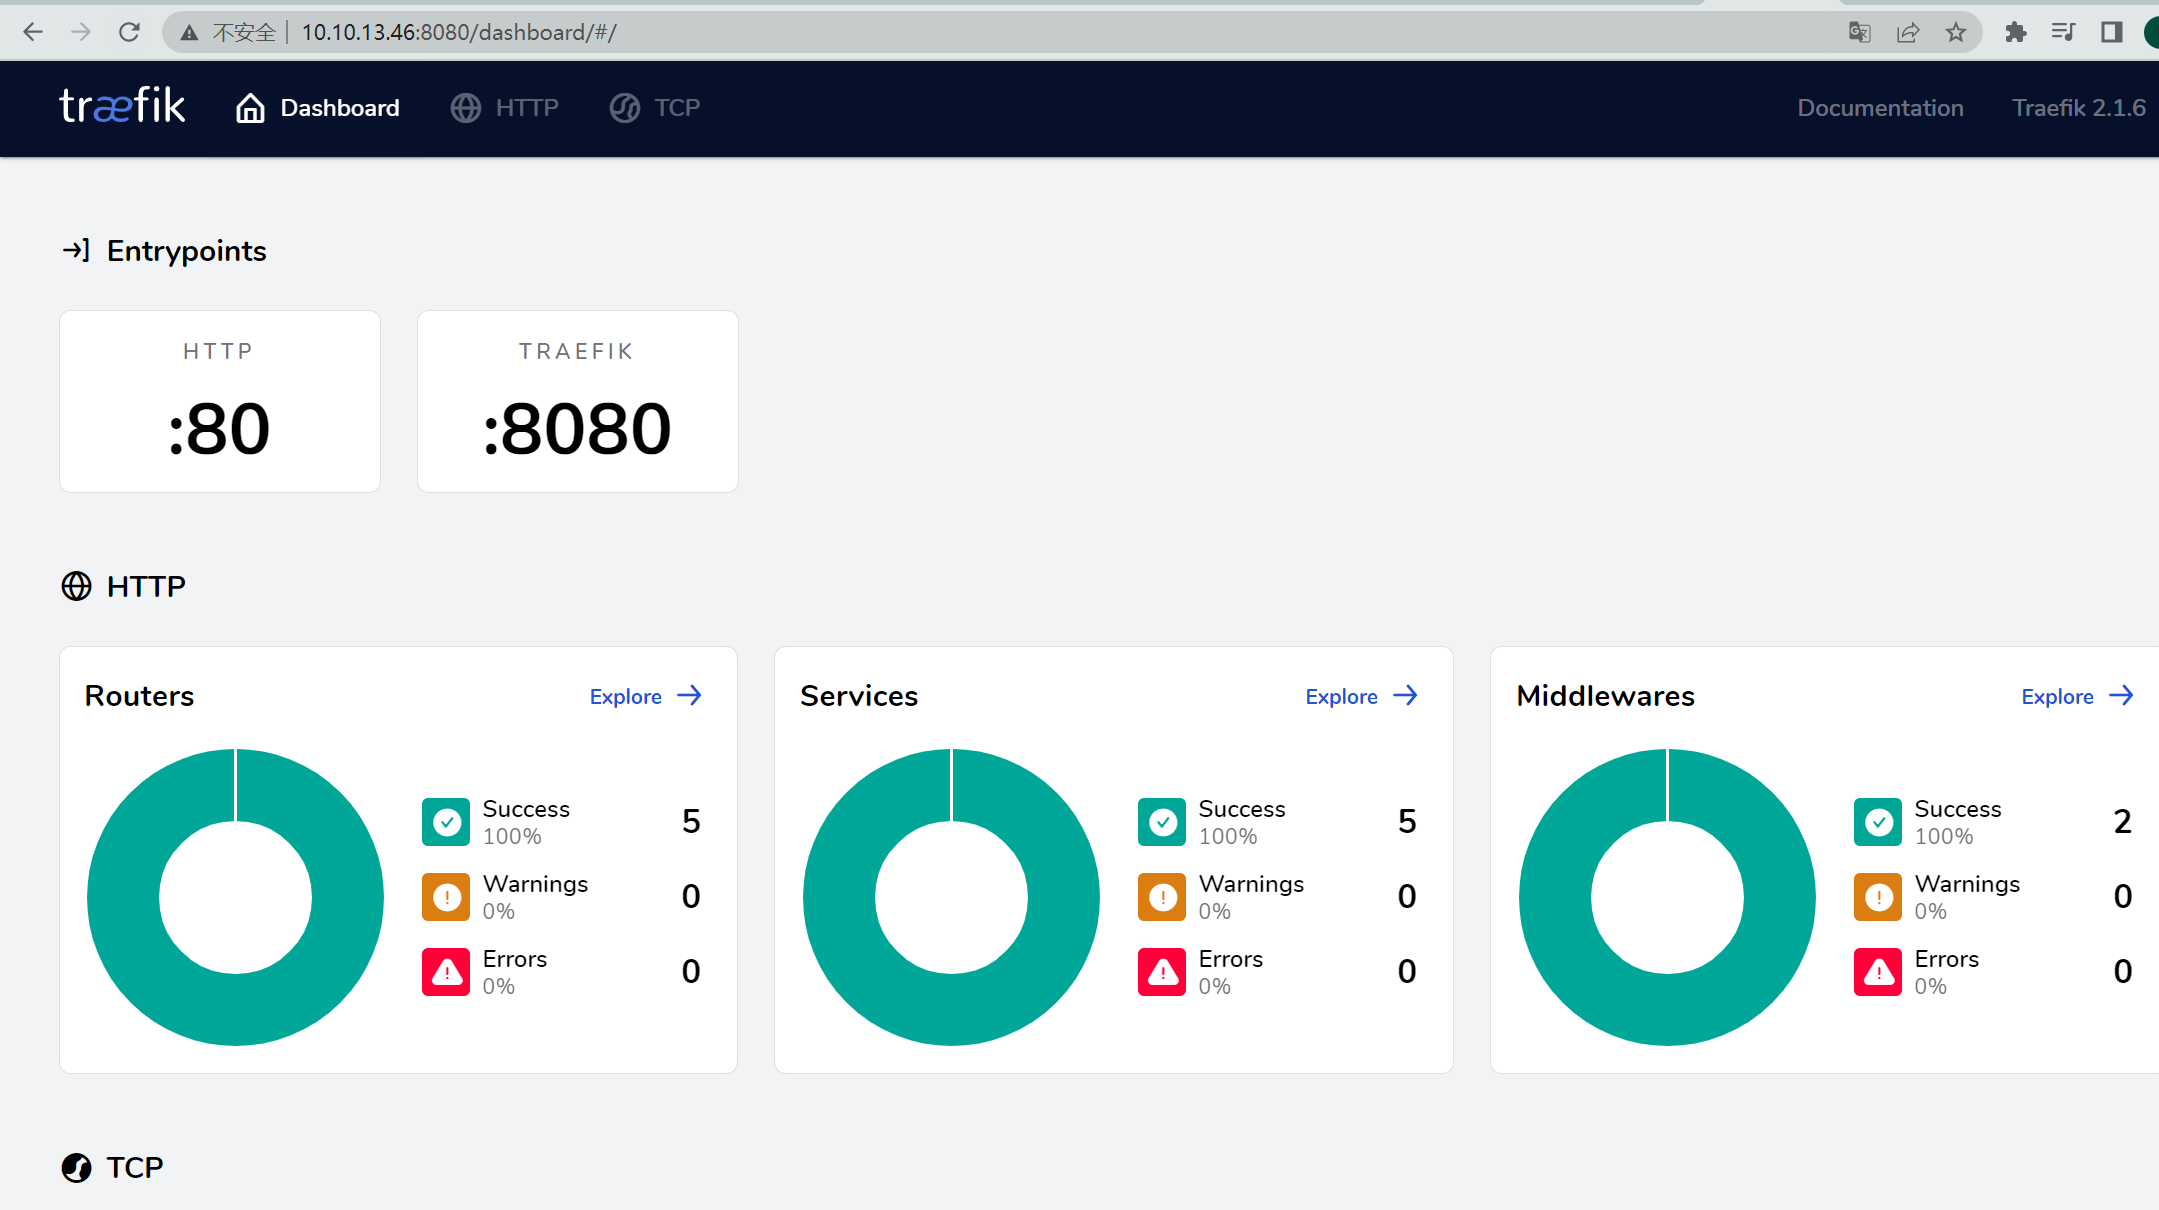 不安全 10.10.13.46:8080/dashboard/#/
træfik Dashboard HTTP TCP Documentation Traefik 2.1.6
Entrypoints
HTTP TRAEFIK
:80 :8080
HTTP
Routers Explore Services Explore Middlewares Explore
Success 5 Success 5 Success 2
100% 100% 100%
Warnings 0 Warnings 0 Warnings 0
0% 0% 0%
Errors 0 Errors 0 Errors 0
0% 0% 0%
TCP